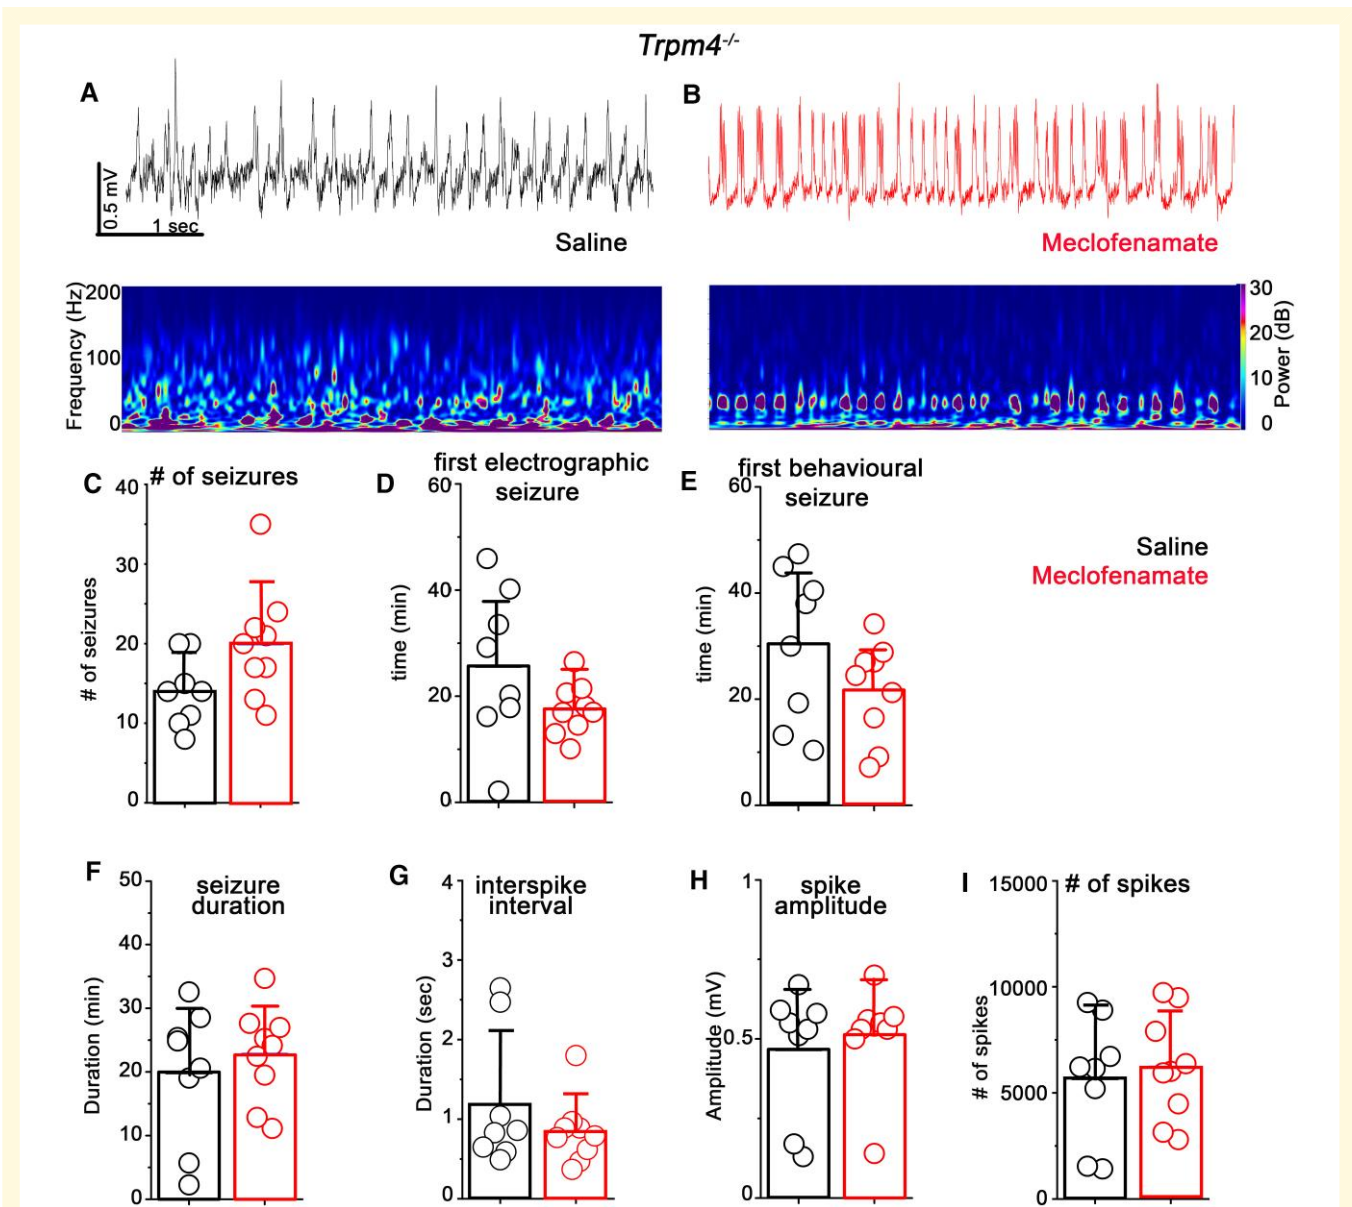 Trpm4-/-
A
B
0.5 mV
1 sec
Saline
Meclofenamate
Frequency (Hz)
200
100
0
30
20
10
0
Power (dB)
C
# of seizures
# of seizures
40
30
20
10
0
D
first electrographic
seizure
time (min)
60
40
20
0
E
first behavioural
seizure
time (min)
60
40
20
0
Saline
Meclofenamate
F
seizure
duration
Duration (min)
50
40
30
20
10
0
G
interspike
interval
Duration (sec)
4
3
2
1
0
H
spike
amplitude
Amplitude (mV)
1
0.5
0
I
# of spikes
# of spikes
15000
10000
5000
0